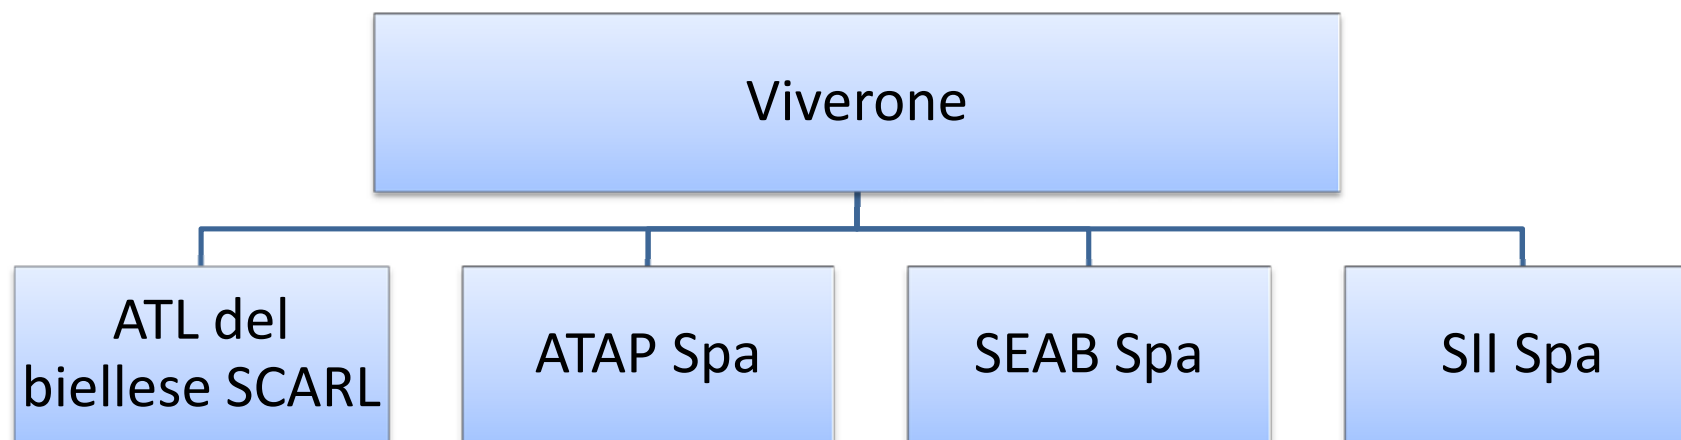 Viverone
ATL del
biellese SCARL
ATAP Spa
SEAB Spa
SII Spa